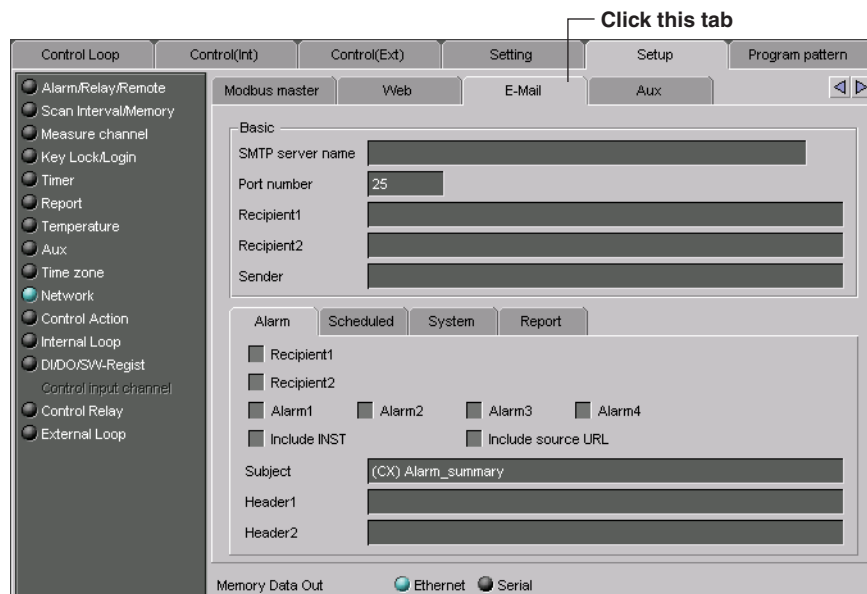 Click this tab
Control Loop Control(Int) Control(Ext) Setting Setup Program pattern
Alarm/Relay/Remote
Scan Interval/Memory
Measure channel
Key Lock/Login
Timer
Report
Temperature
Aux
Time zone
Network
Control Action
Internal Loop
DI/DO/SW-Regist
Control input channel
Control Relay
External Loop
Modbus master Web E-Mail Aux
Basic
SMTP server name
Port number 25
Recipient1
Recipient2
Sender
Alarm Scheduled System Report
Recipient1
Recipient2
Alarm1 Alarm2 Alarm3 Alarm4
Include INST Include source URL
Subject (CX) Alarm_summary
Header1
Header2
Memory Data Out Ethernet Serial